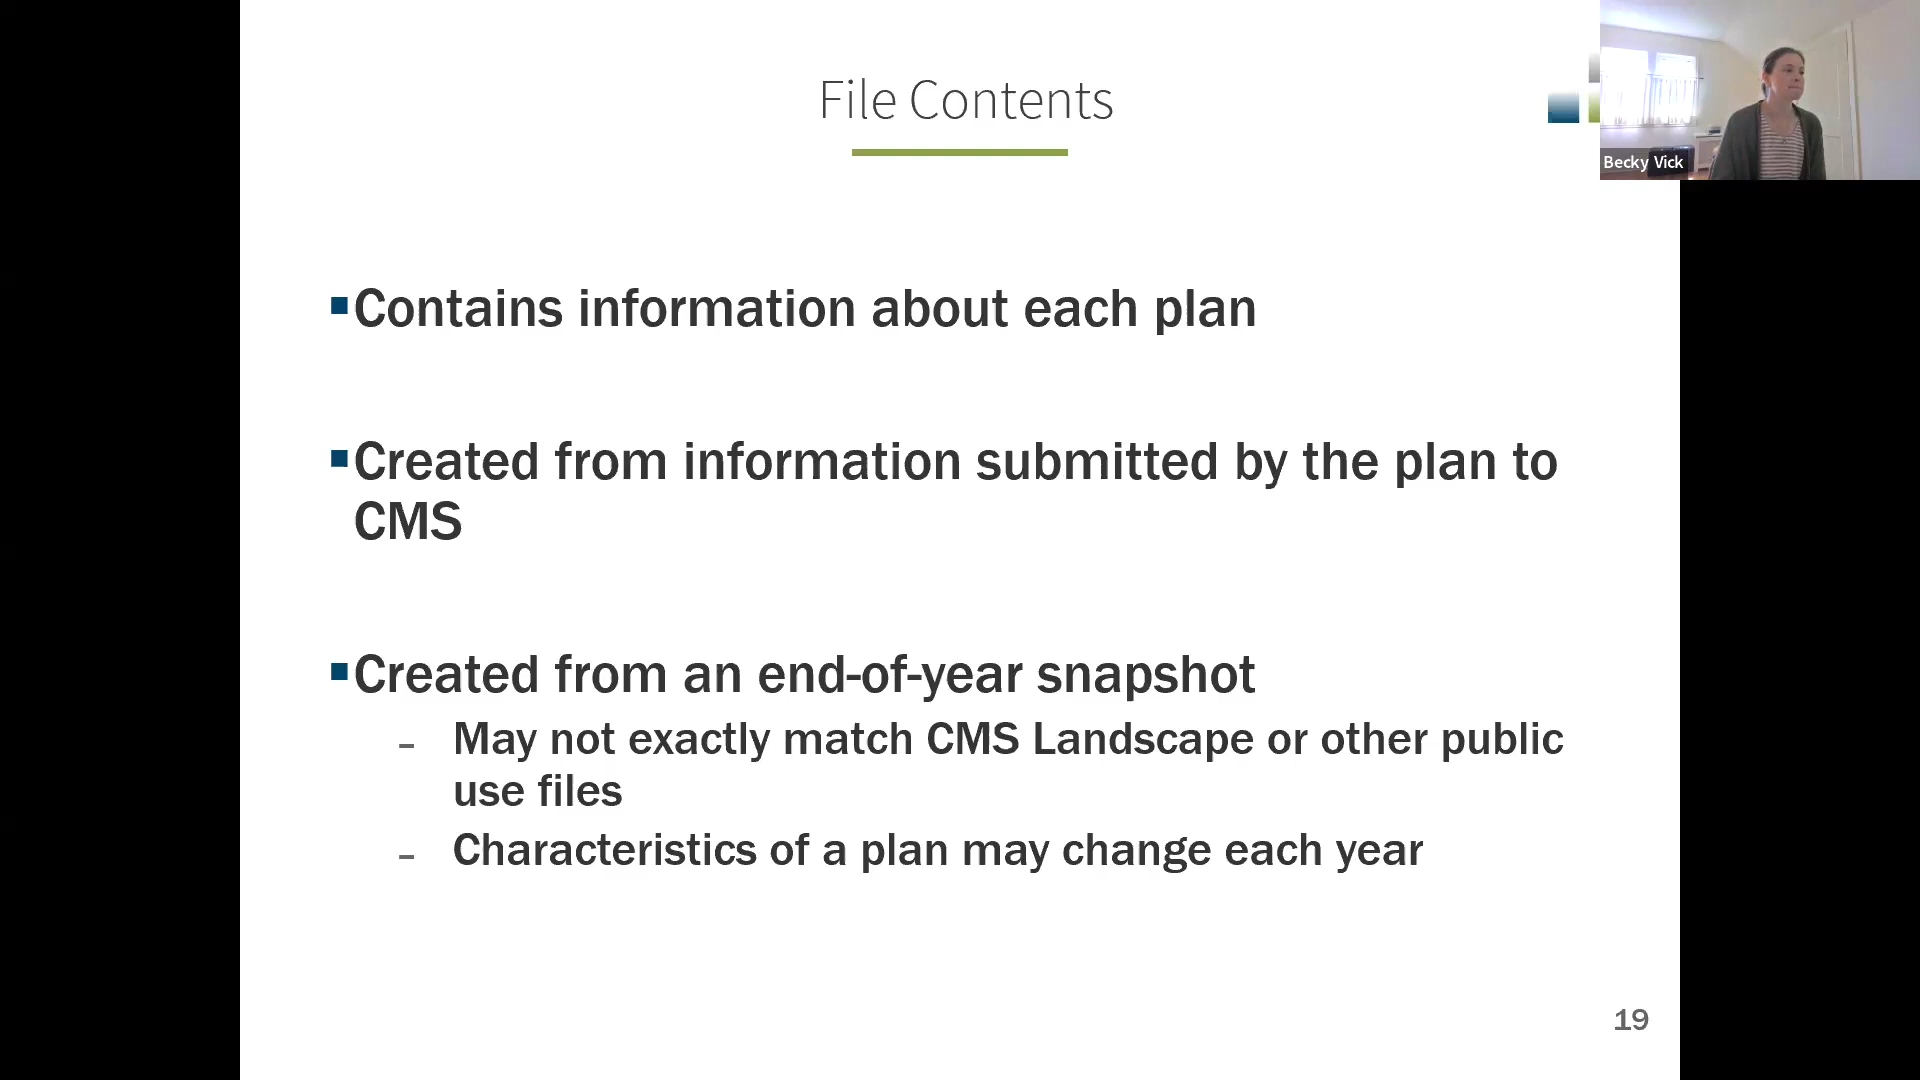 File Contents
Becky Vick
▪Contains information about each plan
▪Created from information submitted by the plan to
CMS
▪Created from an end-of-year snapshot
– May not exactly match CMS Landscape or other public
use files
– Characteristics of a plan may change each year
19